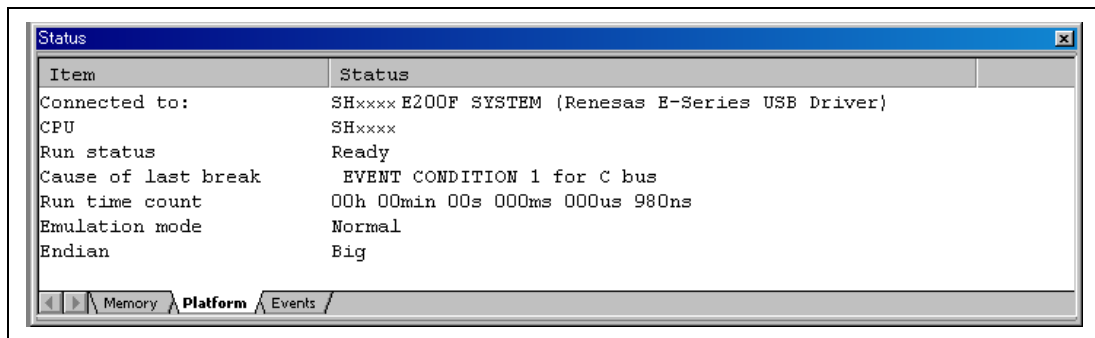 Status
Item Status
Connected to: SHxxxx E200F SYSTEM (Renesas E-Series USB Driver)
CPU SHxxxx
Run status Ready
Cause of last break EVENT CONDITION 1 for C bus
Run time count 00h 00min 00s 000ms 000us 980ns
Emulation mode Normal
Endian Big
Memory Platform Events